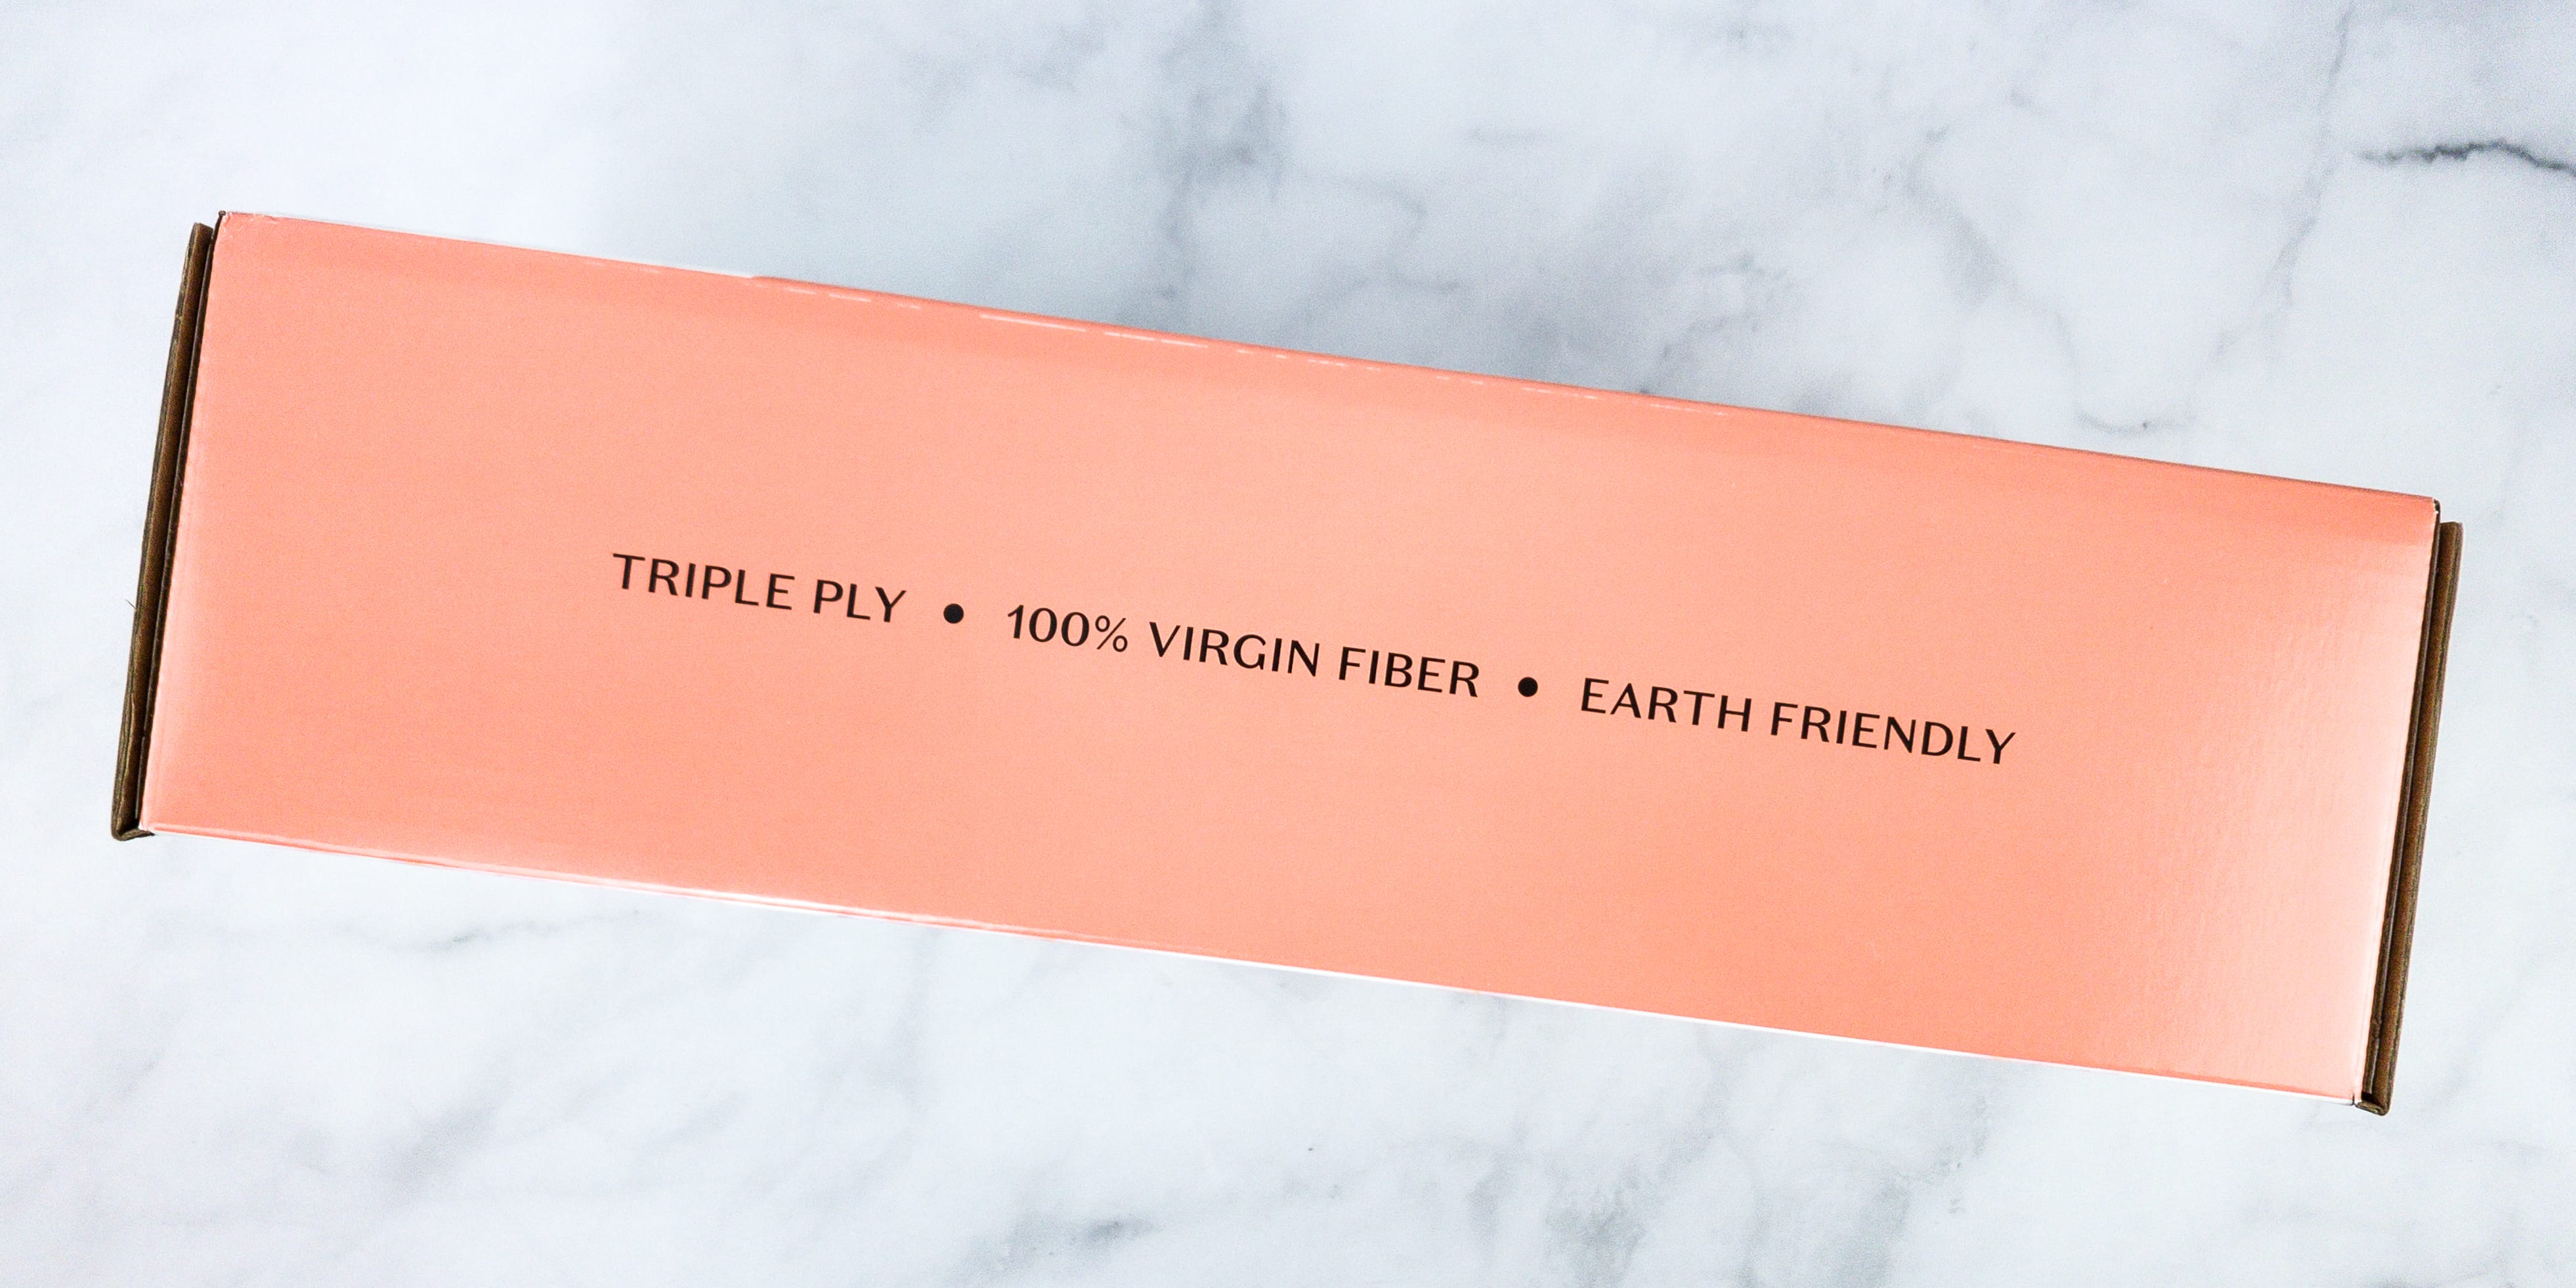 TRIPLE PLY • 100% VIRGIN FIBER • EARTH FRIENDLY